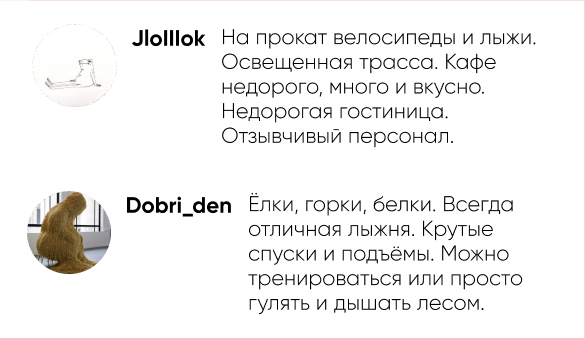 Jlolllok На прокат велосипеды и лыжи.
Освещенная трасса. Кафе
недорого, много и вкусно.
Недорогая гостиница.
Отзывчивый персонал.
Dobri_den Ёлки, горки, белки. Всегда
отличная лыжня. Крутые
спуски и подъёмы. Можно
тренироваться или просто
гулять и дышать лесом.